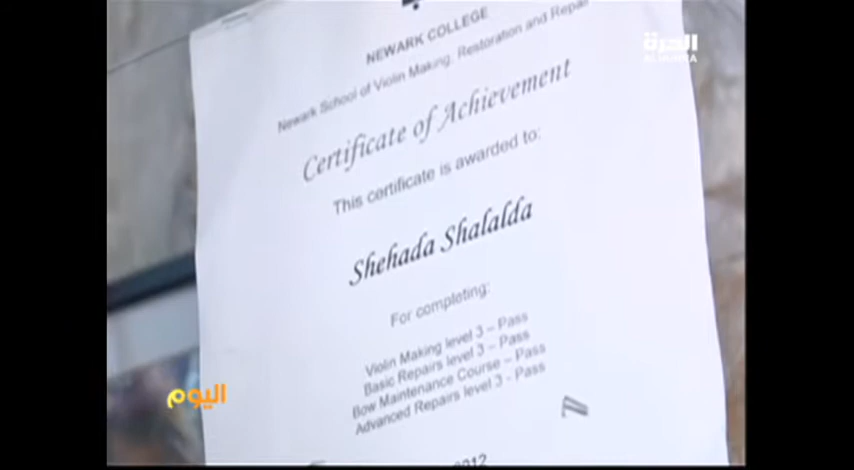 الحرة
ALHURRA
NEWARK COLLEGE
Newark School of Violin Making, Restoration and Repair
Certificate of Achievement
This certificate is awarded to:
Shehada Shalalda
For completing:
Violin Making level 3 – Pass
Basic Repairs level 3 – Pass
Bow Maintenance Course – Pass
Advanced Repairs level 3 - Pass
2012
اليوم